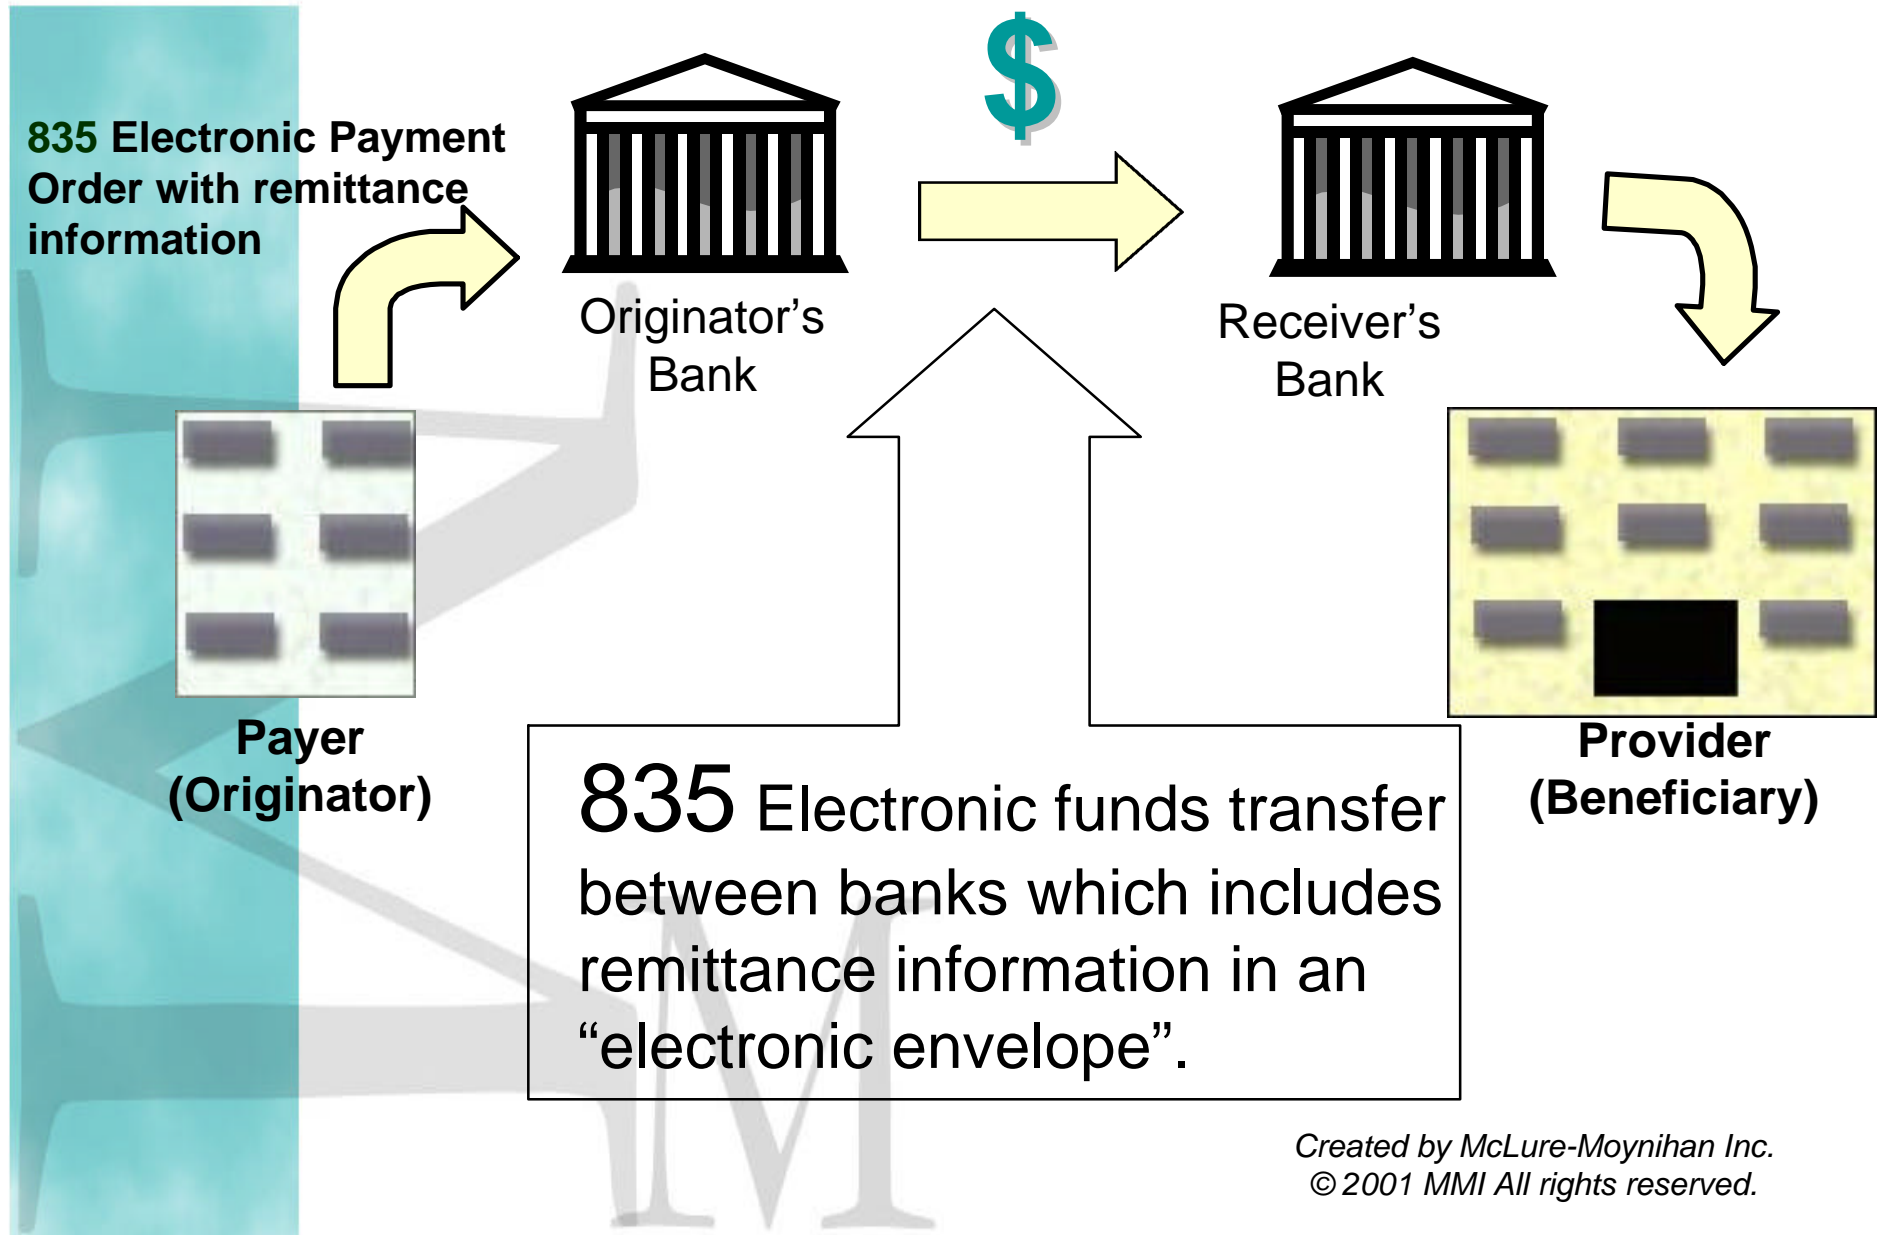 $
835 Electronic Payment
Order with remittance
information
Originator’s
Bank
Receiver’s
Bank
Payer
(Originator)
Provider
(Beneficiary)
835 Electronic funds transfer
between banks which includes
remittance information in an
“electronic envelope”.
M
Created by McLure-Moynihan Inc.
© 2001 MMI All rights reserved.